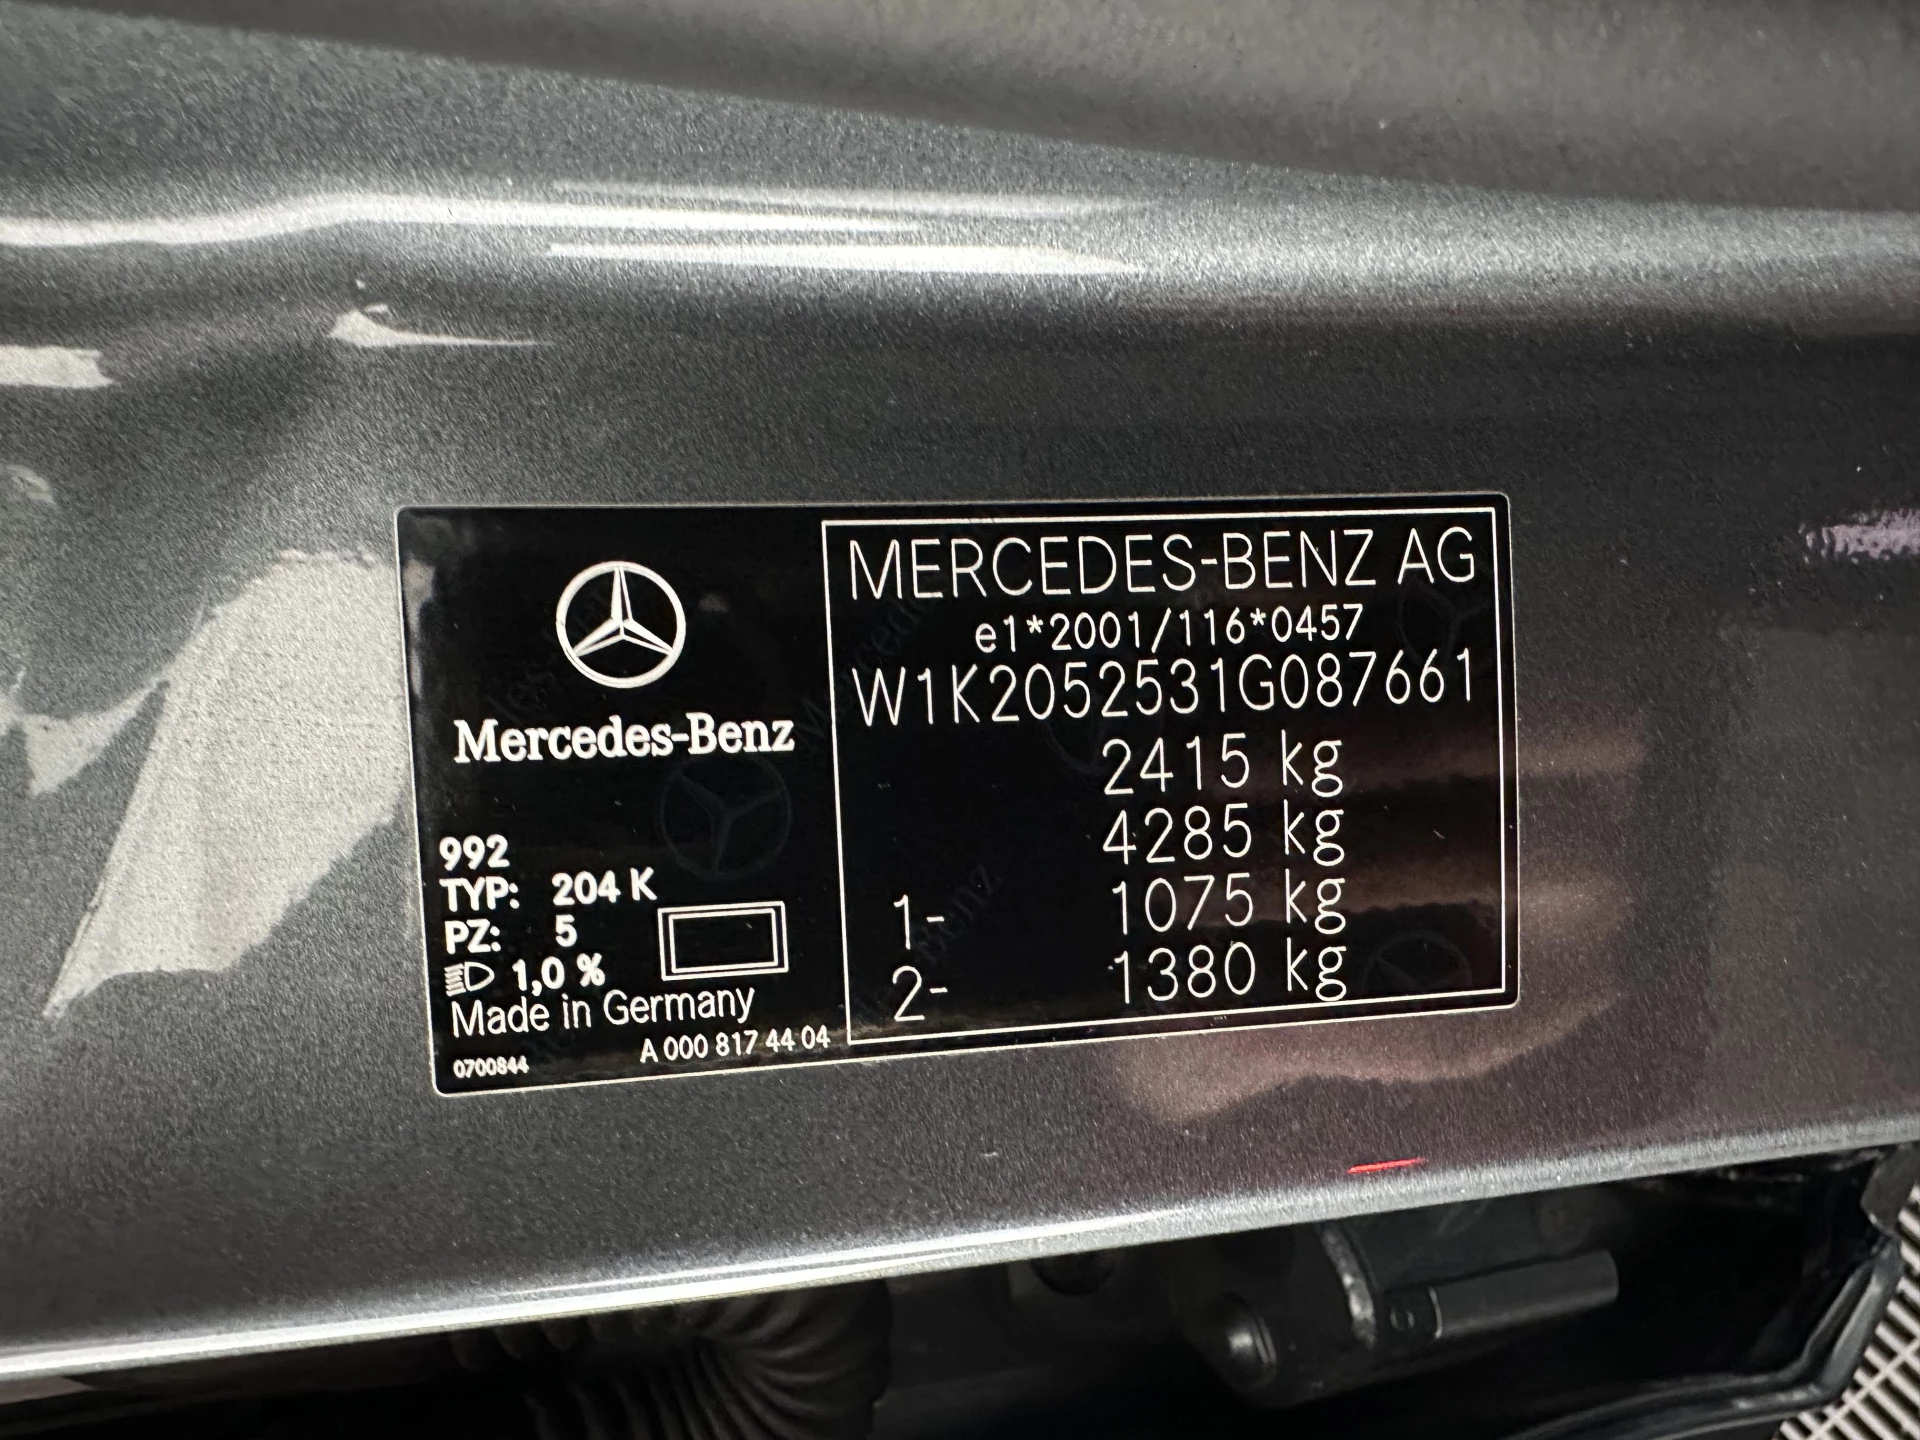 Mercedes-Benz
992
TYP: 204 K
PZ: 5
1,0 %
Made in Germany
0700844
A 000 817 44 04
MERCEDES-BENZ AG
e1*2001/116*0457
W1K2052531G087661
2415 kg
4285 kg
1- 1075 kg
2- 1380 kg